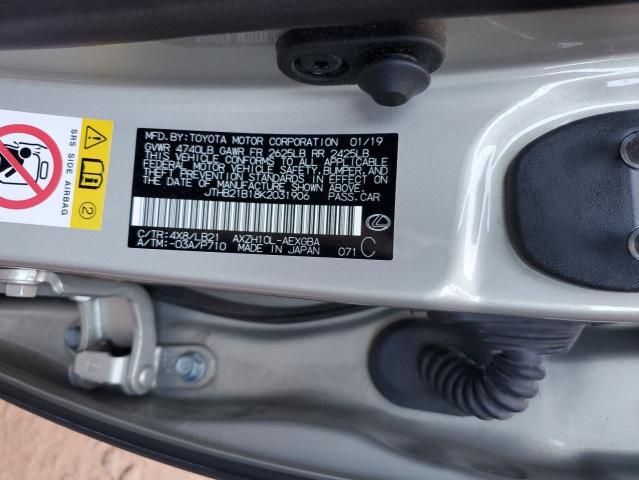 MFD.BY:TOYOTA MOTOR CORPORATION 01/19
GVWR 4740LB GAWR FR 2625LB RR 2425LB
THIS VEHICLE CONFORMS TO ALL APPLICABLE
FEDERAL MOTOR VEHICLE SAFETY,BUMPER,AND
THEFT PREVENTION STANDARDS IN EFFECT ON
THE DATE OF MANUFACTURE SHOWN ABOVE.
JTHB21B18K2031906 PASS.CAR
C/TR:4X8/LB21 AXZH10L-AEXGBA
A/TM:-03A/P710 MADE IN JAPAN 071 C
SRS SIDE AIRBAG
2